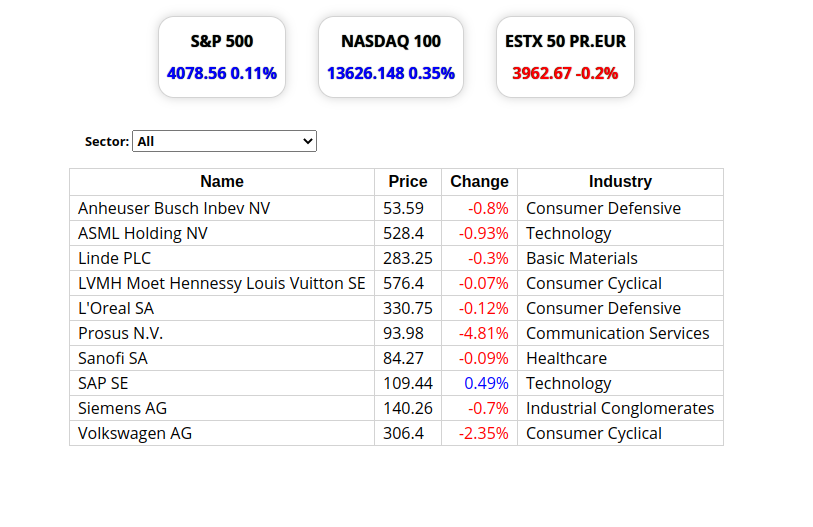 S&P 500 NASDAQ 100 ESTX 50 PR.EUR
4078.56 0.11% 13626.148 0.35% 3962.67 -0.2%
Sector: All
Name Price Change Industry
Anheuser Busch Inbev NV 53.59 -0.8% Consumer Defensive
ASML Holding NV 528.4 -0.93% Technology
Linde PLC 283.25 -0.3% Basic Materials
LVMH Moet Hennessy Louis Vuitton SE 576.4 -0.07% Consumer Cyclical
L'Oreal SA 330.75 -0.12% Consumer Defensive
Prosus N.V. 93.98 -4.81% Communication Services
Sanofi SA 84.27 -0.09% Healthcare
SAP SE 109.44 0.49% Technology
Siemens AG 140.26 -0.7% Industrial Conglomerates
Volkswagen AG 306.4 -2.35% Consumer Cyclical